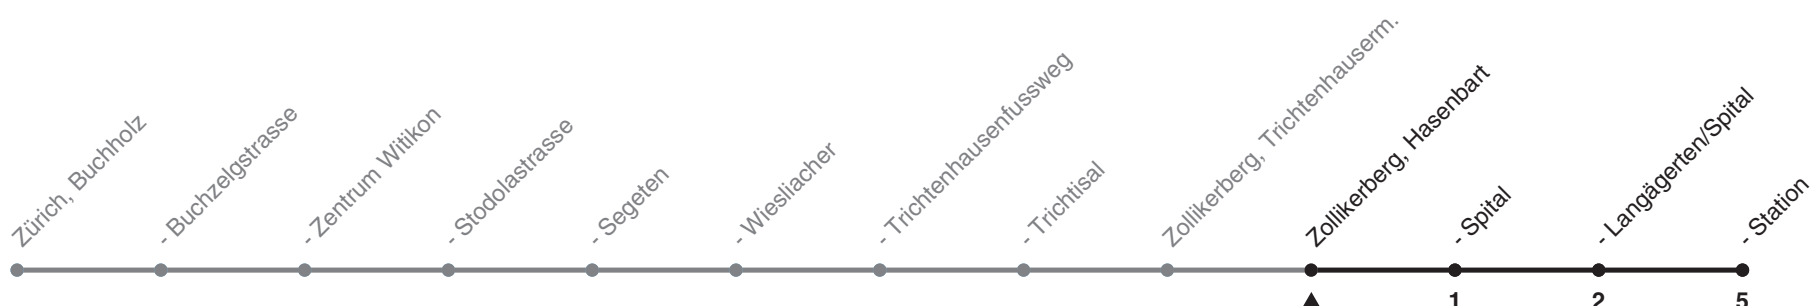 Zürich, Buchholz
- Buchzelgstrasse
- Zentrum Witikon
- Stodolastrasse
- Segeten
- Wiesliacher
- Trichtenhausenfussweg
- Trichtisal
Zollikerberg, Trichtenhauserm.
Zollikerberg, Hasenbart
- Spital
- Langägerten/Spital
- Station
1
2
5